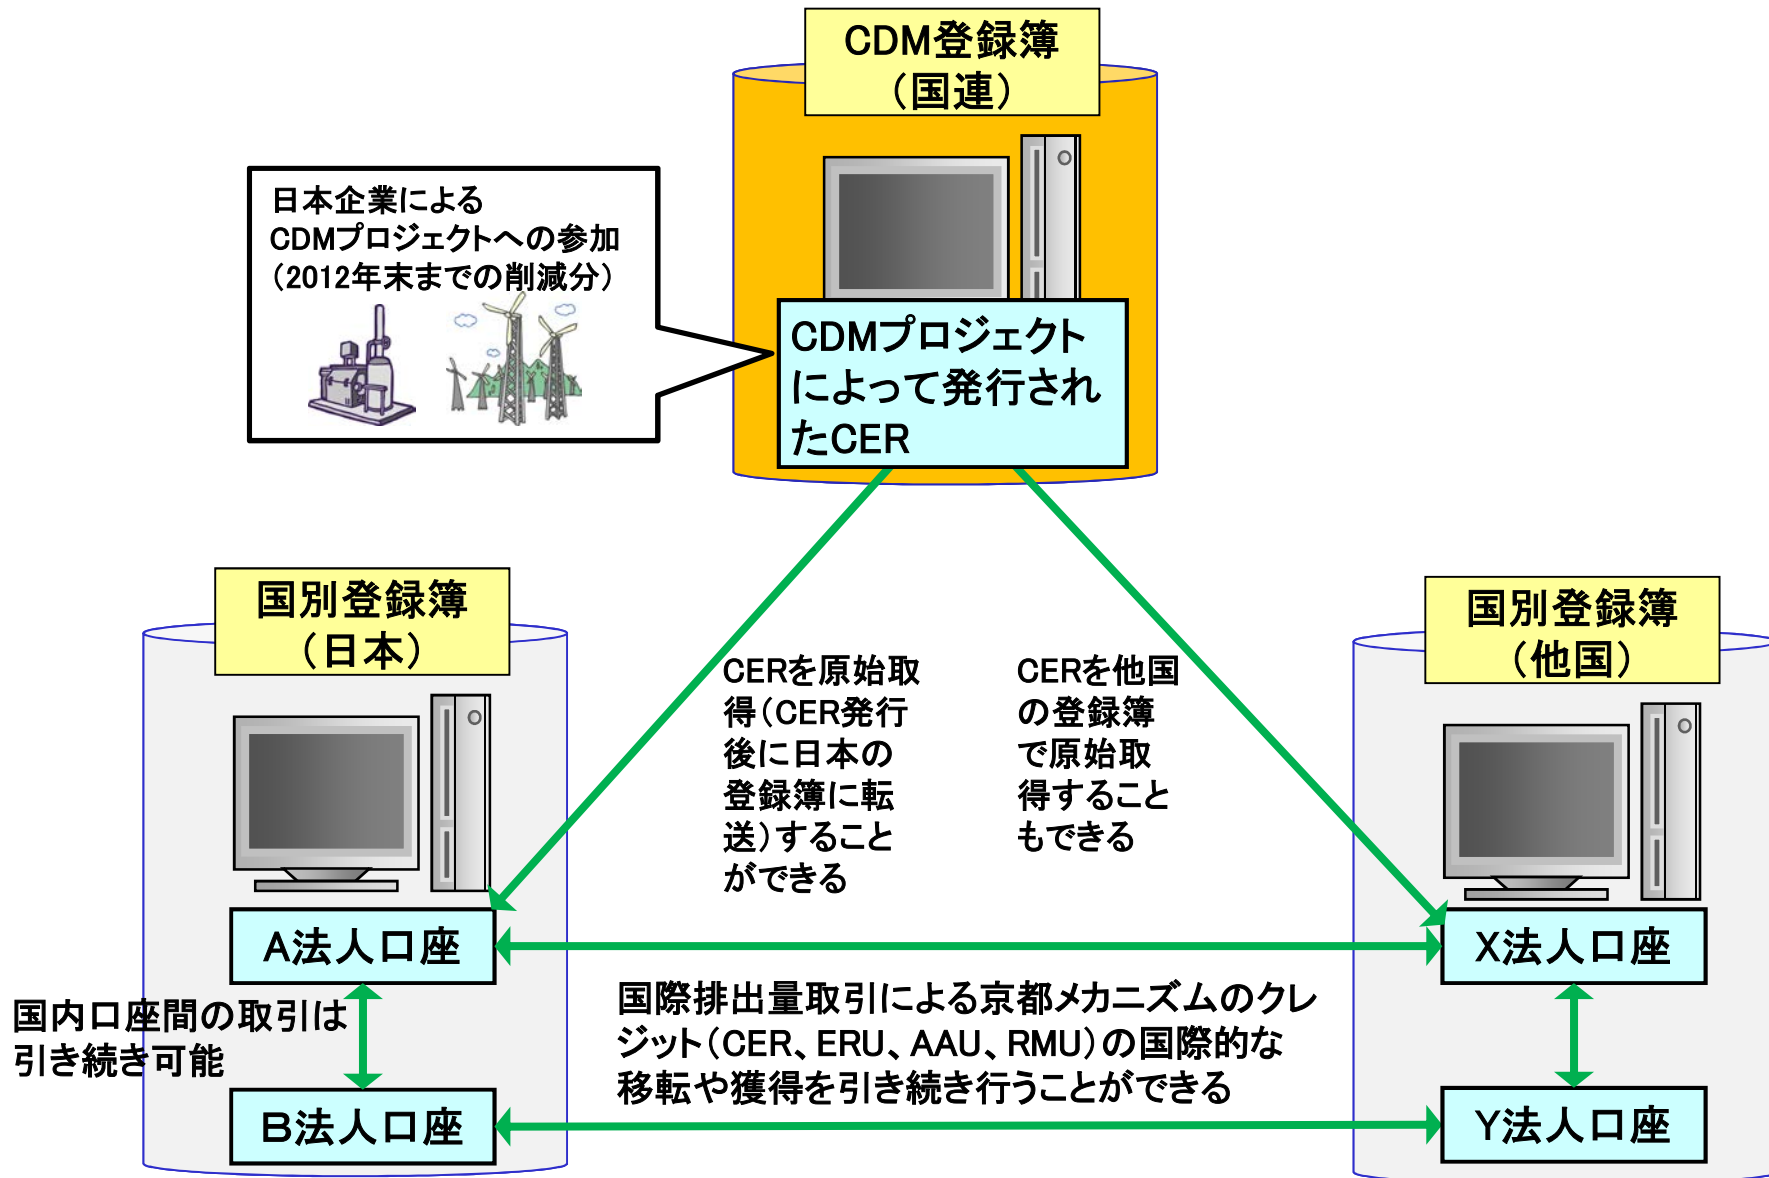 CDM登録簿
（国連）
日本企業による
CDMプロジェクトへの参加
（2012年末までの削減分）
CDMプロジェクト
によって発行され
たCER
国別登録簿
（日本）
国別登録簿
（他国）
CERを原始取
得（CER発行
後に日本の
登録簿に転
送）すること
ができる
CERを他国
の登録簿
で原始取
得すること
もできる
A法人口座
X法人口座
国内口座間の取引は
引き続き可能
国際排出量取引による京都メカニズムのクレ
ジット（CER、ERU、AAU、RMU）の国際的な
移転や獲得を引き続き行うことができる
B法人口座
Y法人口座